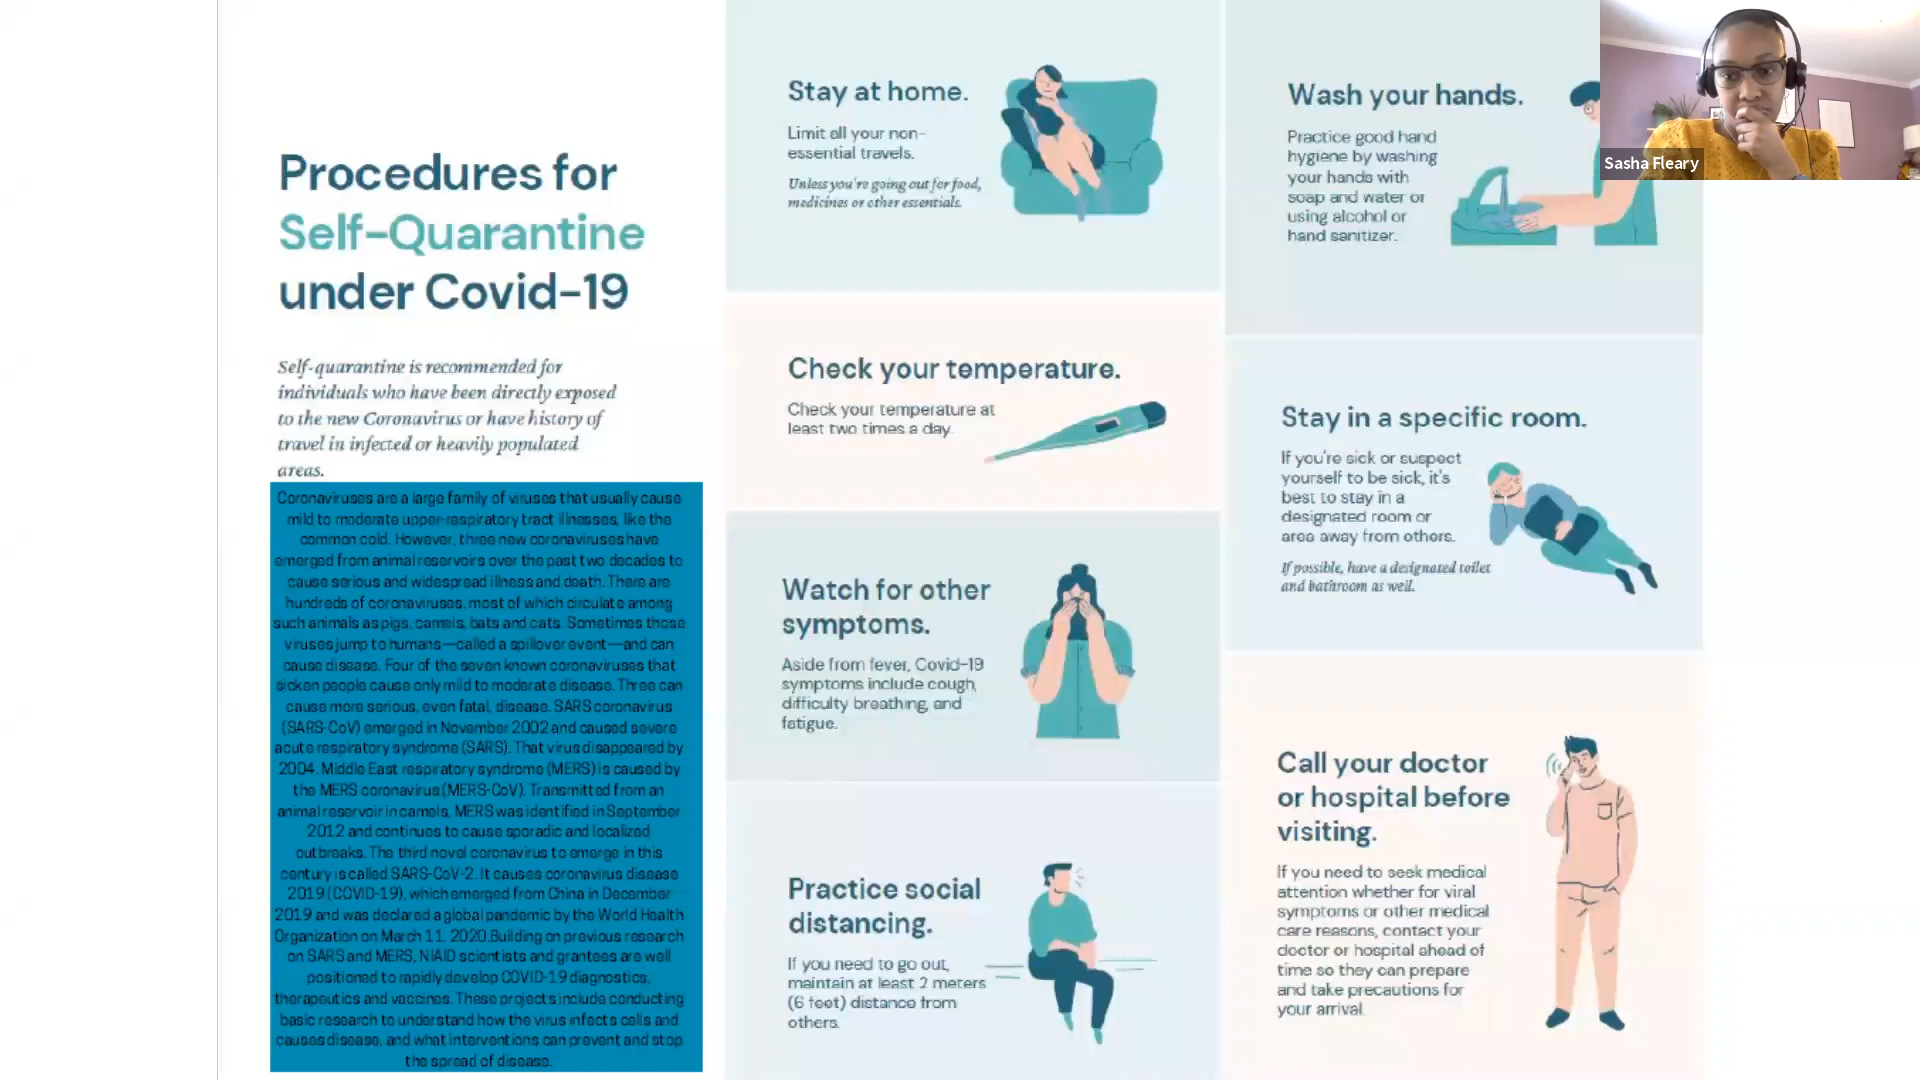 Procedures for
Self-Quarantine
under Covid-19
Self-quarantine is recommended for
individuals who have been directly exposed
to the new Coronavirus or have history of
travel in infected or heavily populated
areas.
Coronaviruses are a large family of viruses that usually cause
mild to moderate upper-respiratory tract illnesses, like the
common cold. However, three new coronaviruses have
emerged from animal reservoirs over the past two decades to
cause serious and widespread illness and death. There are
hundreds of coronaviruses, most of which circulate among
such animals as pigs, camels, bats and cats. Sometimes those
viruses jump to humans—called a spillover event—and can
cause disease. Four of the seven known coronaviruses that
sicken people cause only mild to moderate disease. Three can
cause more serious, even fatal, disease. SARS coronavirus
(SARS-CoV) emerged in November 2002 and caused severe
acute respiratory syndrome (SARS). That virus disappeared by
2004. Middle East respiratory syndrome (MERS) is caused by
the MERS coronavirus (MERS-CoV). Transmitted from an
animal reservoir in camels, MERS was identified in September
2012 and continues to cause sporadic and localized
outbreaks. The third novel coronavirus to emerge in this
century is called SARS-CoV-2. It causes coronavirus disease
2019 (COVID-19), which emerged from China in December
2019 and was declared a global pandemic by the World Health
Organization on March 11, 2020.Building on previous research
on SARS and MERS, NIAID scientists and grantees are well
positioned to rapidly develop COVID-19 diagnostics,
therapeutics and vaccines. These projects include conducting
basic research to understand how the virus infects cells and
causes disease, and what interventions can prevent and stop
the spread of disease.
Stay at home.
Limit all your non-
essential travels.
Unless you're going out for food,
medicines or other essentials.
Check your temperature.
Check your temperature at
least two times a day.
Watch for other
symptoms.
Aside from fever, Covid-19
symptoms include cough,
difficulty breathing, and
fatigue.
Practice social
distancing.
If you need to go out,
maintain at least 2 meters
(6 feet) distance from
others.
Wash your hands.
Practice good hand
hygiene by washing
your hands with
soap and water or
using alcohol or
hand sanitizer.
Stay in a specific room.
If you're sick or suspect
yourself to be sick, it's
best to stay in a
designated room or
area away from others.
If possible, have a designated toilet
and bathroom as well.
Call your doctor
or hospital before
visiting.
If you need to seek medical
attention whether for viral
symptoms or other medical
care reasons, contact your
doctor or hospital ahead of
time so they can prepare
and take precautions for
your arrival.
Sasha Fleary